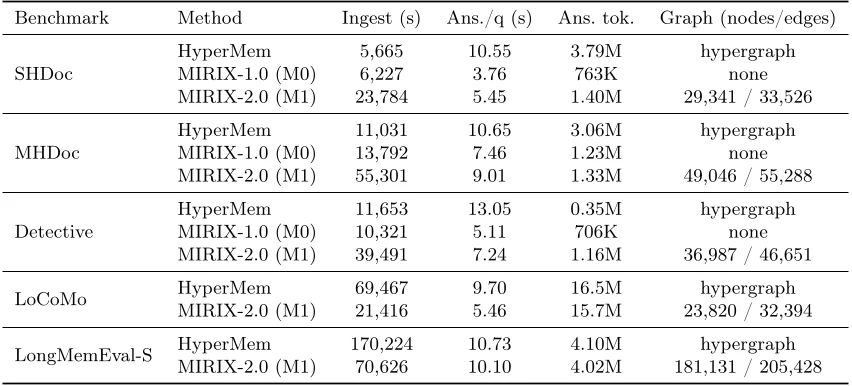 Benchmark Method Ingest (s) Ans./q (s) Ans. tok. Graph (nodes/edges)
HyperMem 5,665 10.55 3.79M hypergraph
SHDoc MIRIX-1.0 (M0) 6,227 3.76 763K none
MIRIX-2.0 (M1) 23,784 5.45 1.40M 29,341 / 33,526
HyperMem 11,031 10.65 3.06M hypergraph
MHDoc MIRIX-1.0 (M0) 13,792 7.46 1.23M none
MIRIX-2.0 (M1) 55,301 9.01 1.33M 49,046 / 55,288
HyperMem 11,653 13.05 0.35M hypergraph
Detective MIRIX-1.0 (M0) 10,321 5.11 706K none
MIRIX-2.0 (M1) 39,491 7.24 1.16M 36,987 / 46,651
LoCoMo HyperMem 69,467 9.70 16.5M hypergraph
MIRIX-2.0 (M1) 21,416 5.46 15.7M 23,820 / 32,394
LongMemEval-S HyperMem 170,224 10.73 4.10M hypergraph
MIRIX-2.0 (M1) 70,626 10.10 4.02M 181,131 / 205,428